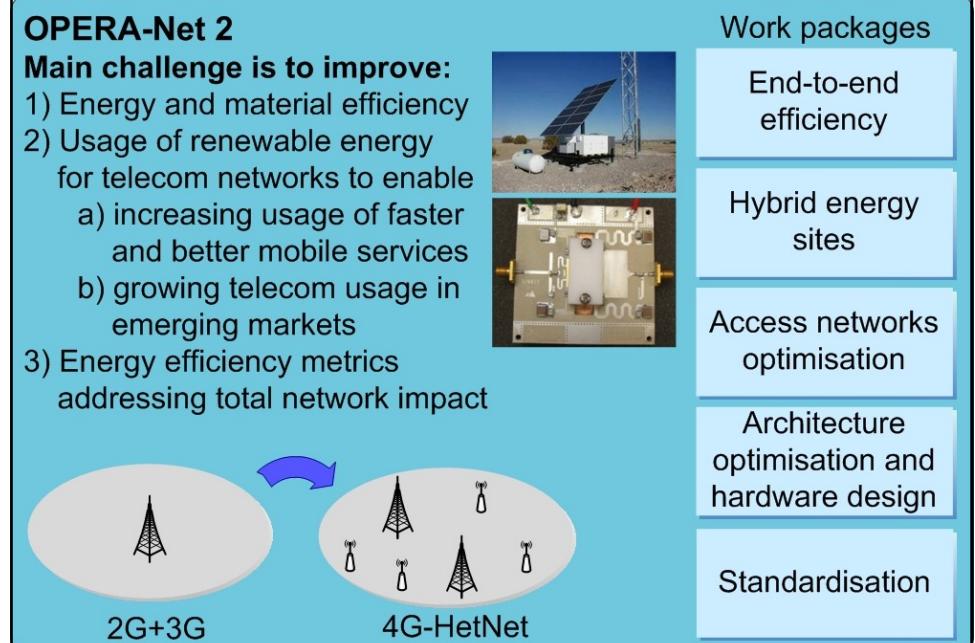 OPERA-Net 2
Main challenge is to improve:
1) Energy and material efficiency
2) Usage of renewable energy
for telecom networks to enable
a) increasing usage of faster
and better mobile services
b) growing telecom usage in
emerging markets
3) Energy efficiency metrics
addressing total network impact
2G+3G
4G-HetNet
Work packages
End-to-end
efficiency
Hybrid energy
sites
Access networks
optimisation
Architecture
optimisation and
hardware design
Standardisation